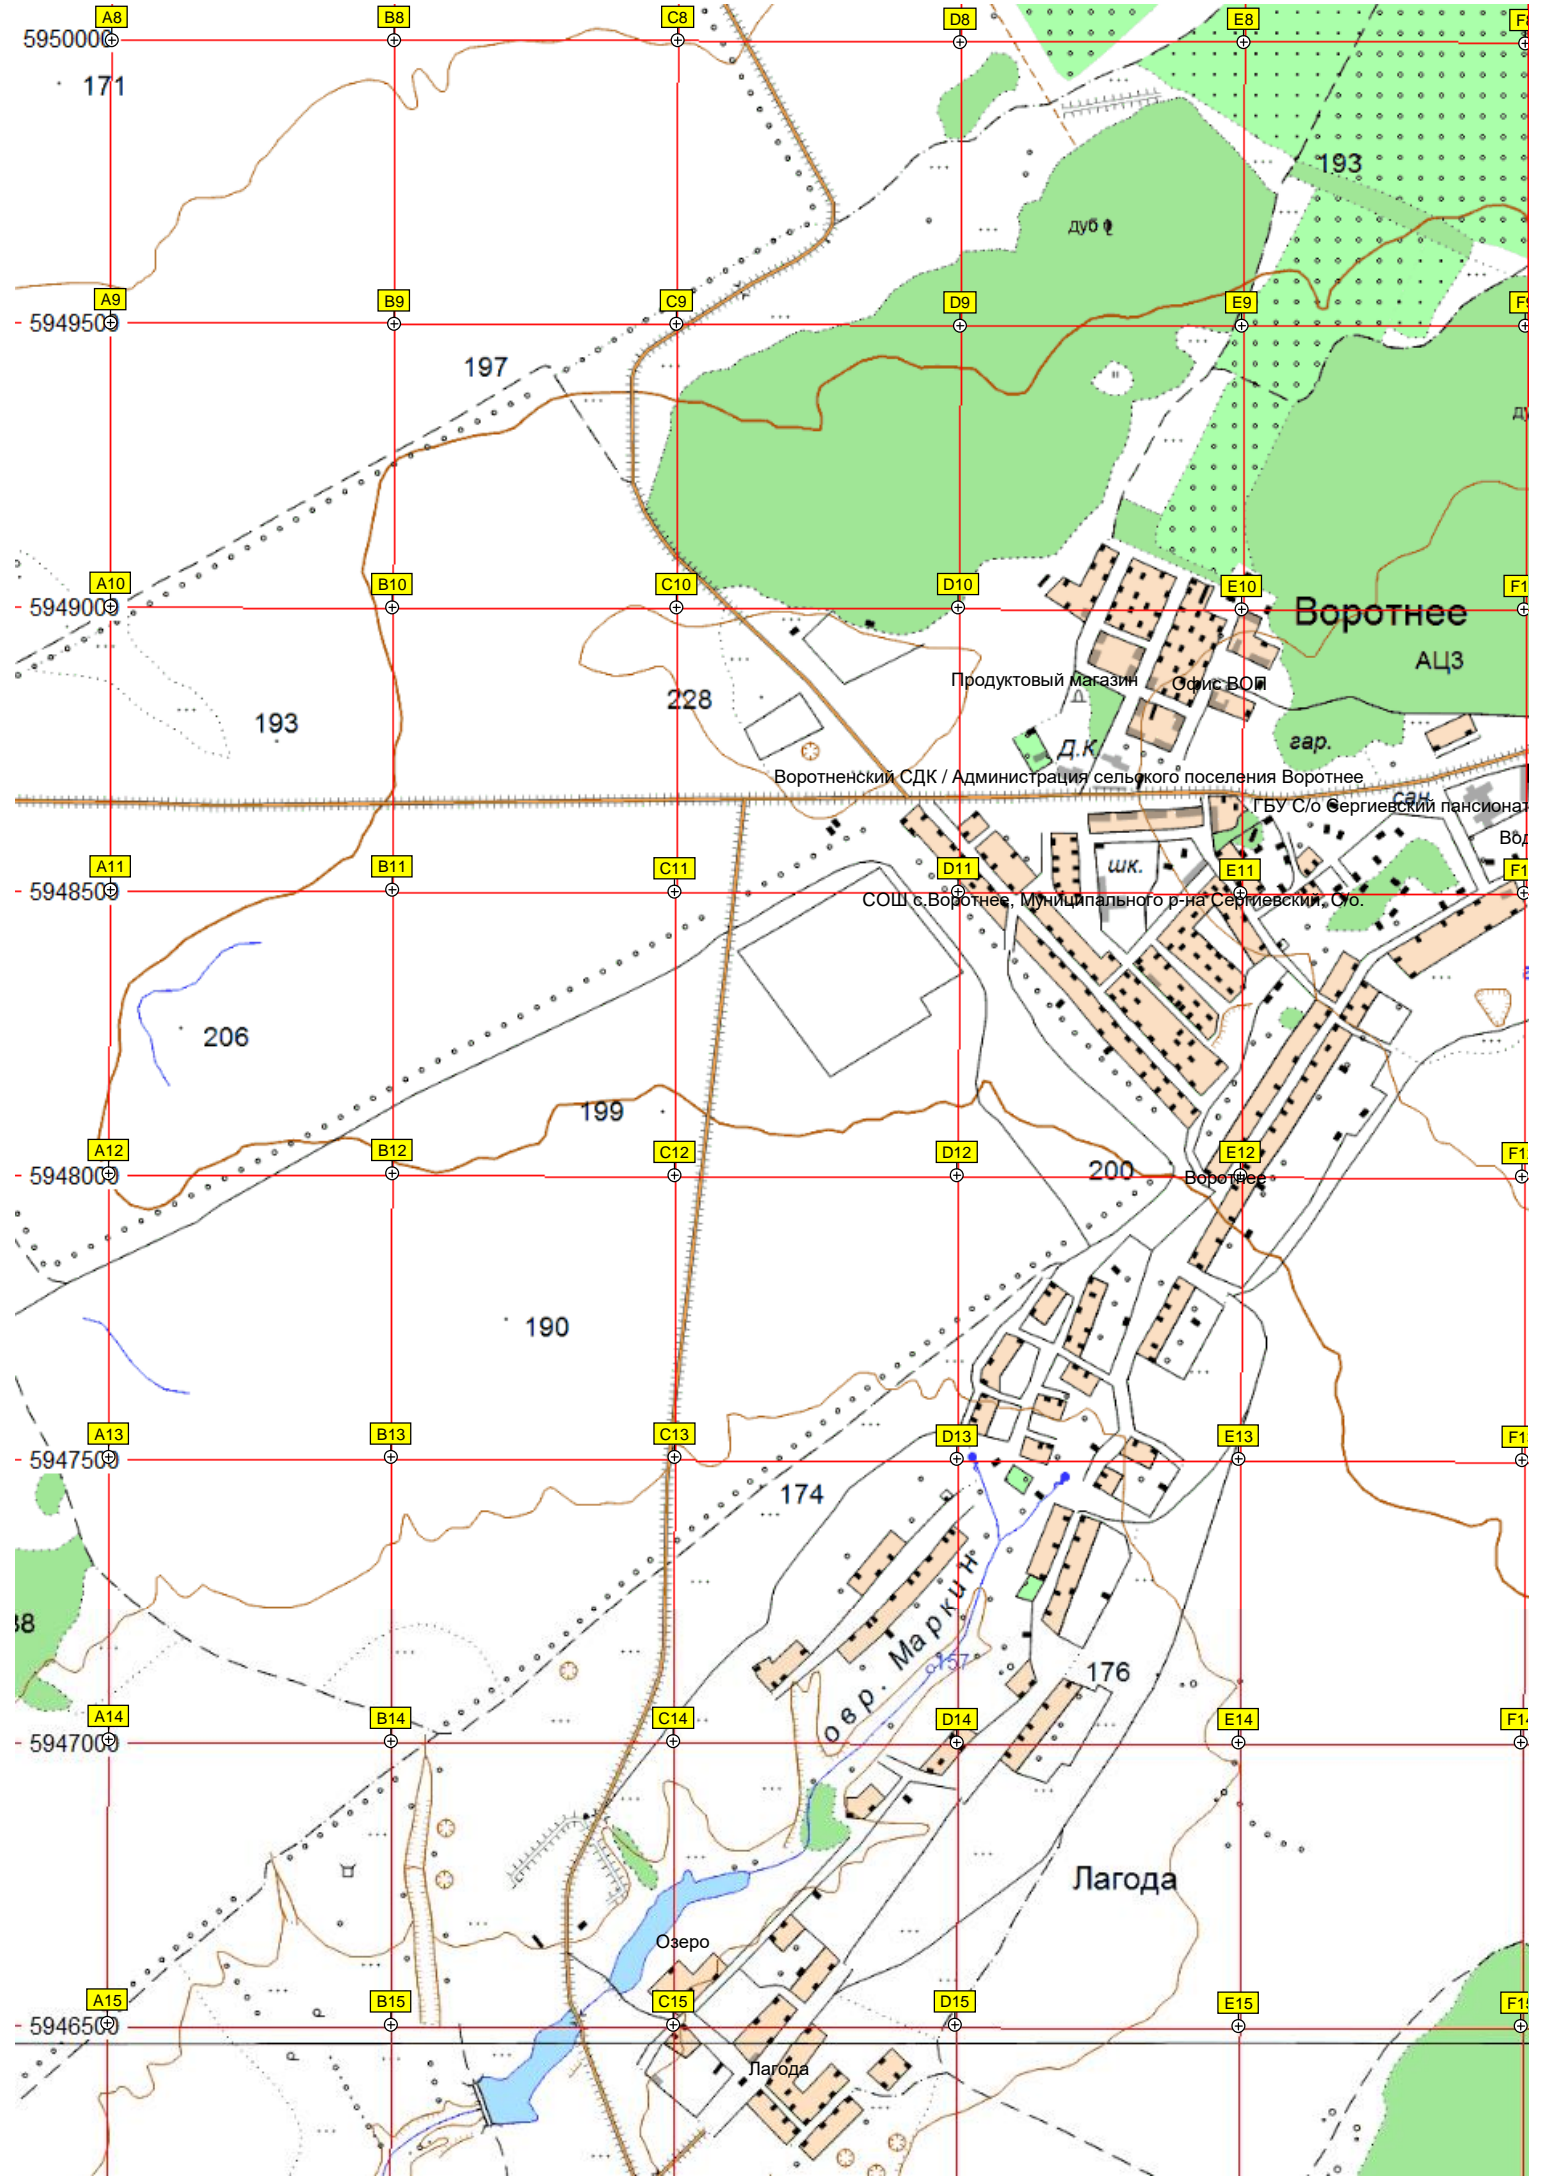 A8 B8 C8 D8 E8
5950000
171
193
дуб
A9 B9 C9 D9 E9
5949500
197
A10 B10 C10 D10 E10
5949000
Воротнее
АЦЗ
Продуктовый магазин
Офис ВОП
228
193
Д.К.
гар.
Воротненский СДК / Администрация сельского поселения Воротнее
сан.
ГБУ С/о Сергиевский пансионат
шк.
A11 B11 C11 D11 E11
5948500
СОШ с.Воротнее, Муниципального р-на Сергиевский, С/о.
206
199
A12 B12 C12 D12 E12
5948000
200
Воротнее
190
A13 B13 C13 D13 E13
5947500
174
овр. Маркин
157
176
A14 B14 C14 D14 E14 F14
5947000
Лагода
Озеро
A15 B15 C15 D15 E15
5946500
Лагода